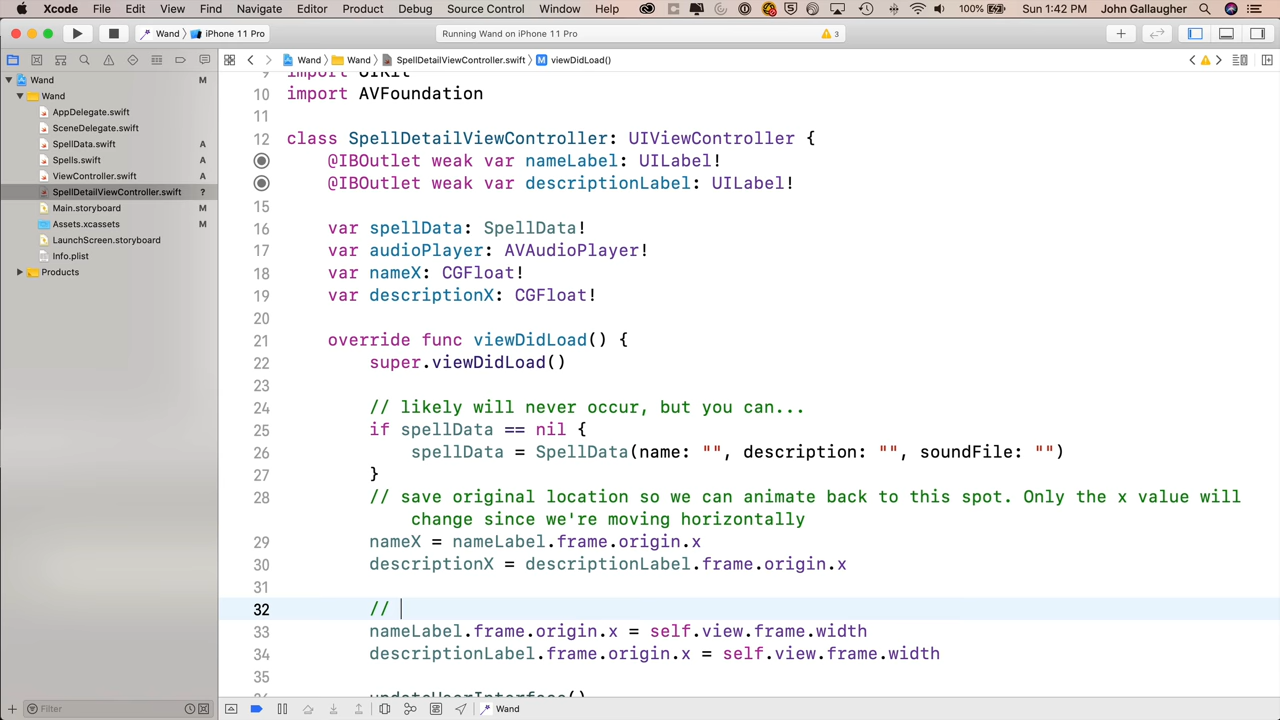 Xcode File Edit View Find Navigate Editor Product Debug Source Control Window Help 100% Sun 1:42 PM John Gallaugher
Wand iPhone 11 Pro Running Wand on iPhone 11 Pro 3
Wand Wand SpellDetailViewController.swift M viewDidLoad()
Wand M
Wand
AppDelegate.swift
SceneDelegate.swift
SpellData.swift A
Spells.swift A
ViewController.swift A
SpellDetailViewController.swift ?
Main.storyboard M
Assets.xcassets M
LaunchScreen.storyboard
Info.plist
Products
Filter
9 import UIKit
10 import AVFoundation
11
12 class SpellDetailViewController: UIViewController {
@IBOutlet weak var nameLabel: UILabel!
@IBOutlet weak var descriptionLabel: UILabel!
15
16 var spellData: SpellData!
17 var audioPlayer: AVAudioPlayer!
18 var nameX: CGFloat!
19 var descriptionX: CGFloat!
20
21 override func viewDidLoad() {
22 super.viewDidLoad()
23
24 // likely will never occur, but you can...
25 if spellData == nil {
26 spellData = SpellData(name: "", description: "", soundFile: "")
27 }
28 // save original location so we can animate back to this spot. Only the x value will
change since we're moving horizontally
29 nameX = nameLabel.frame.origin.x
30 descriptionX = descriptionLabel.frame.origin.x
31
32 //
33 nameLabel.frame.origin.x = self.view.frame.width
34 descriptionLabel.frame.origin.x = self.view.frame.width
35
updateUserInterface()
Wand